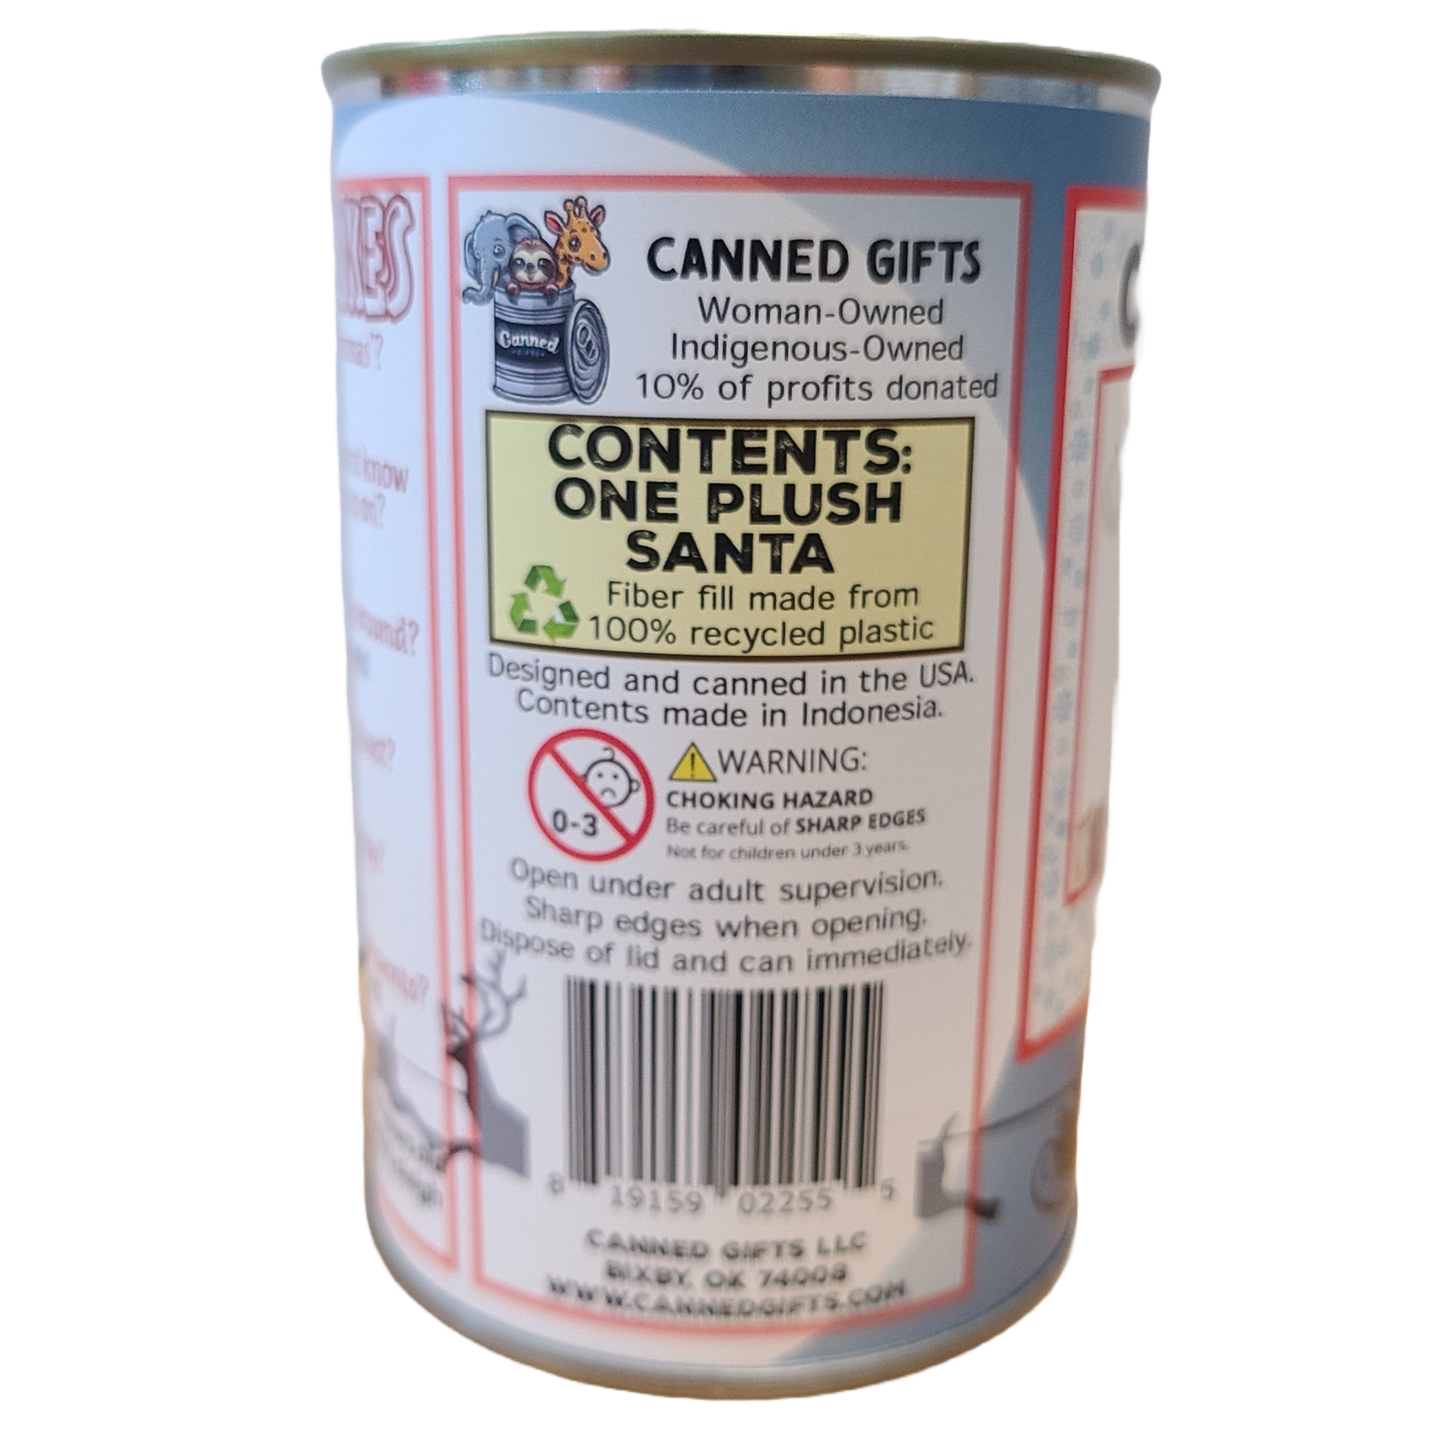 CANNED GIFTS
Woman-Owned
Indigenous-Owned
10% of profits donated
Canned
CONTENTS:
ONE PLUSH
SANTA
Fiber fill made from
100% recycled plastic
Designed and canned in the USA.
Contents made in Indonesia.
0-3
WARNING:
CHOKING HAZARD
Be careful of SHARP EDGES
Not for children under 3 years.
Open under adult supervision.
Sharp edges when opening.
Dispose of lid and can immediately.
8 19159 02255 5
CANNED GIFTS LLC
BIXBY, OK 74008
WWW.CANNEDGIFTS.COM
know